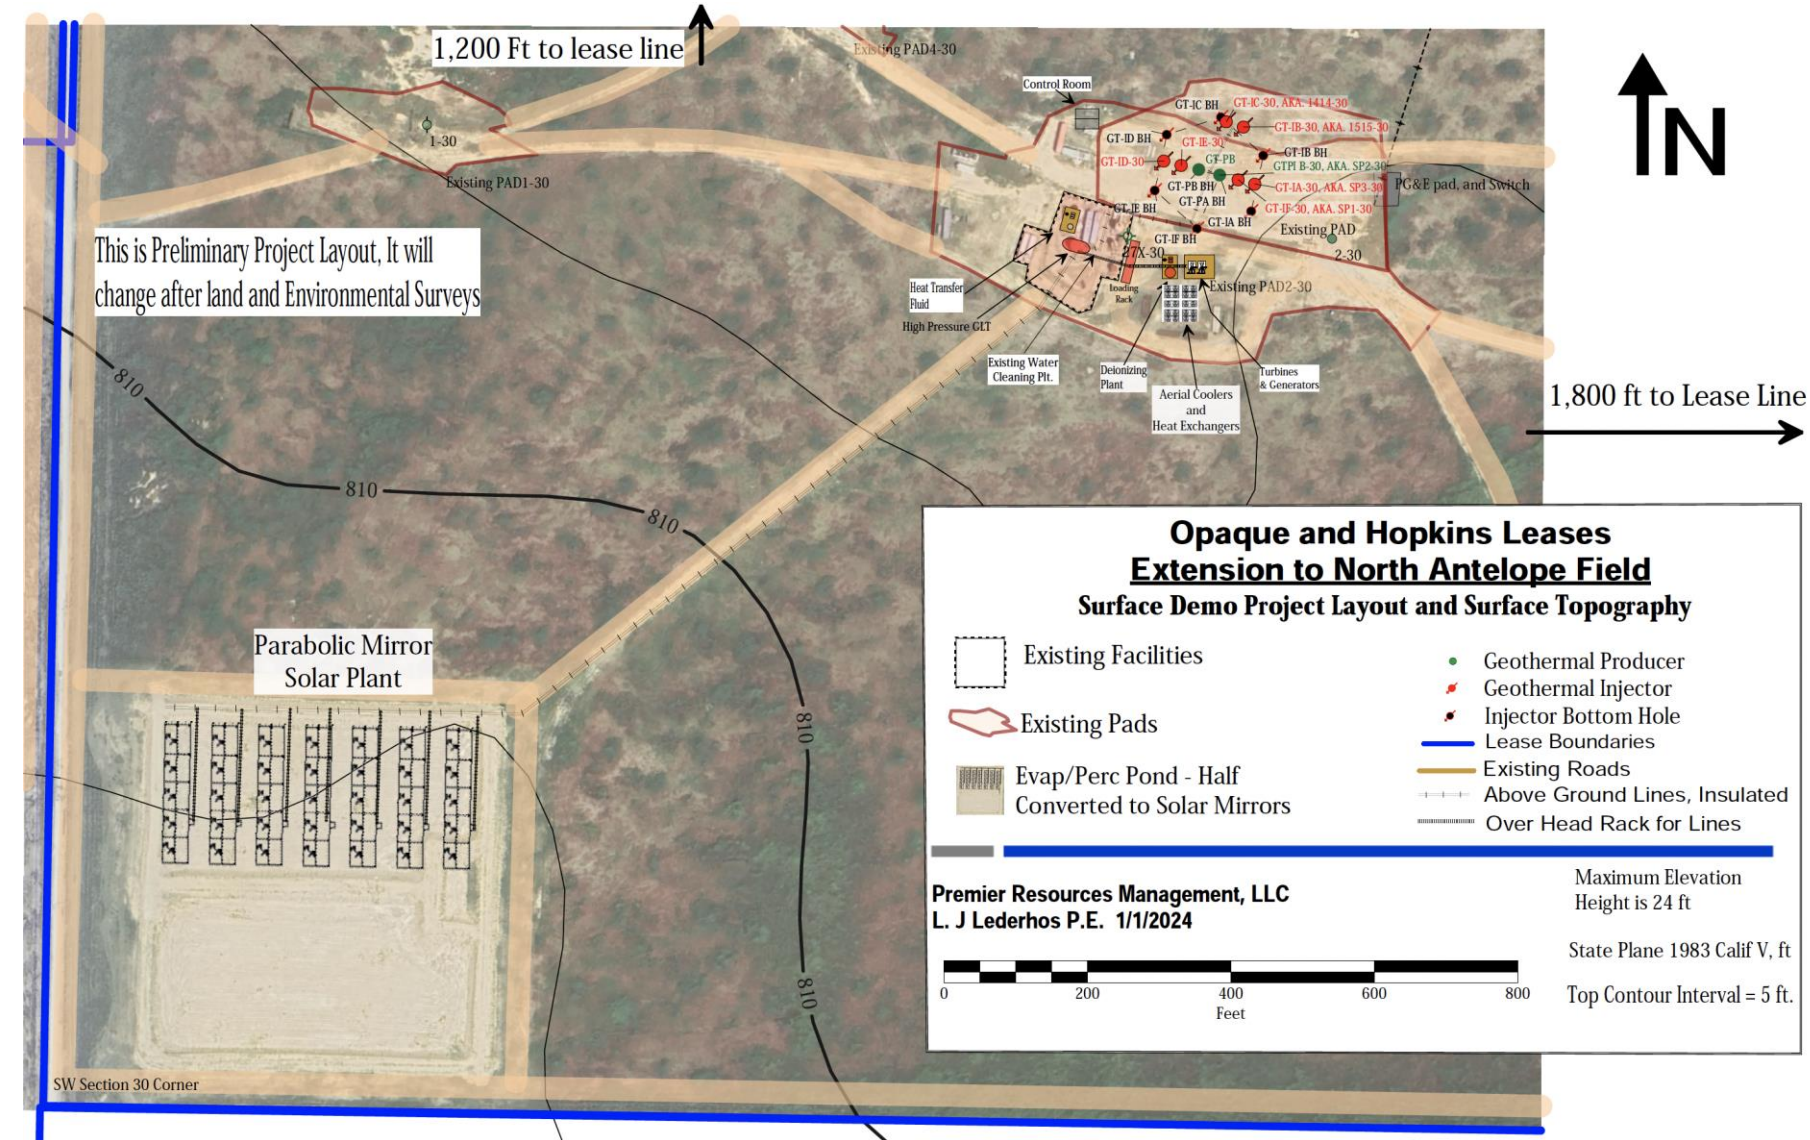 1,200 Ft to lease line
Existing PAD4-30
Control Room
GT-IC BH
GT-IC-30, AKA. 1414-30
GT-IB-30, AKA. 1515-30
GT-ID BH
GT-IE-30
GT-IB BH
GT-ID-30
GT-PB
GTPI B-30, AKA. SP2-30
GT-PB BH
GT-IA-30, AKA. SP3-30
PG&E pad, and Switch
GT-PA BH
GT-IE BH
GT-IF-30, AKA. SP1-30
GT-IA BH
GT-IF BH
Existing PAD
2-30
27X-30
1-30
Existing PAD1-30
This is Preliminary Project Layout, It will
change after land and Environmental Surveys
Heat Transfer
Fluid
Loading
Rack
Existing PAD2-30
High Pressure GLT
Existing Water
Cleaning Plt.
Deionizing
Plant
Turbines
& Generators
Aerial Coolers
and
Heat Exchangers
N
1,800 ft to Lease Line
810
810
810
810
810
Parabolic Mirror
Solar Plant
SW Section 30 Corner
Opaque and Hopkins Leases
Extension to North Antelope Field
Surface Demo Project Layout and Surface Topography
Existing Facilities
Existing Pads
Evap/Perc Pond - Half
Converted to Solar Mirrors
Geothermal Producer
Geothermal Injector
Injector Bottom Hole
Lease Boundaries
Existing Roads
Above Ground Lines, Insulated
Over Head Rack for Lines
Premier Resources Management, LLC
L. J Lederhos P.E. 1/1/2024
Maximum Elevation
Height is 24 ft
State Plane 1983 Calif V, ft
Top Contour Interval = 5 ft.
0 200 400 600 800
Feet